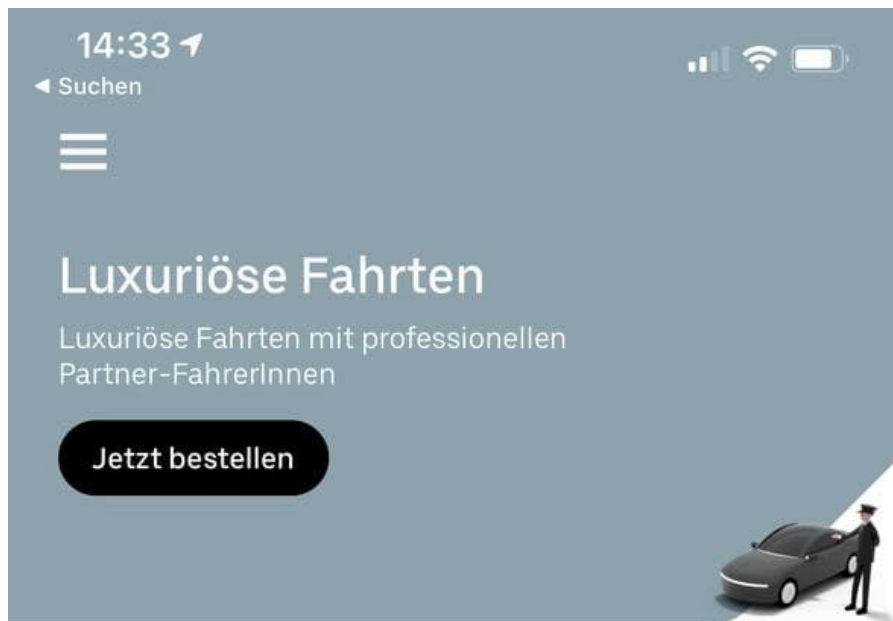 14:33
Suchen
Luxuriöse Fahrten
Luxuriöse Fahrten mit professionellen
Partner-FahrerInnen
Jetzt bestellen